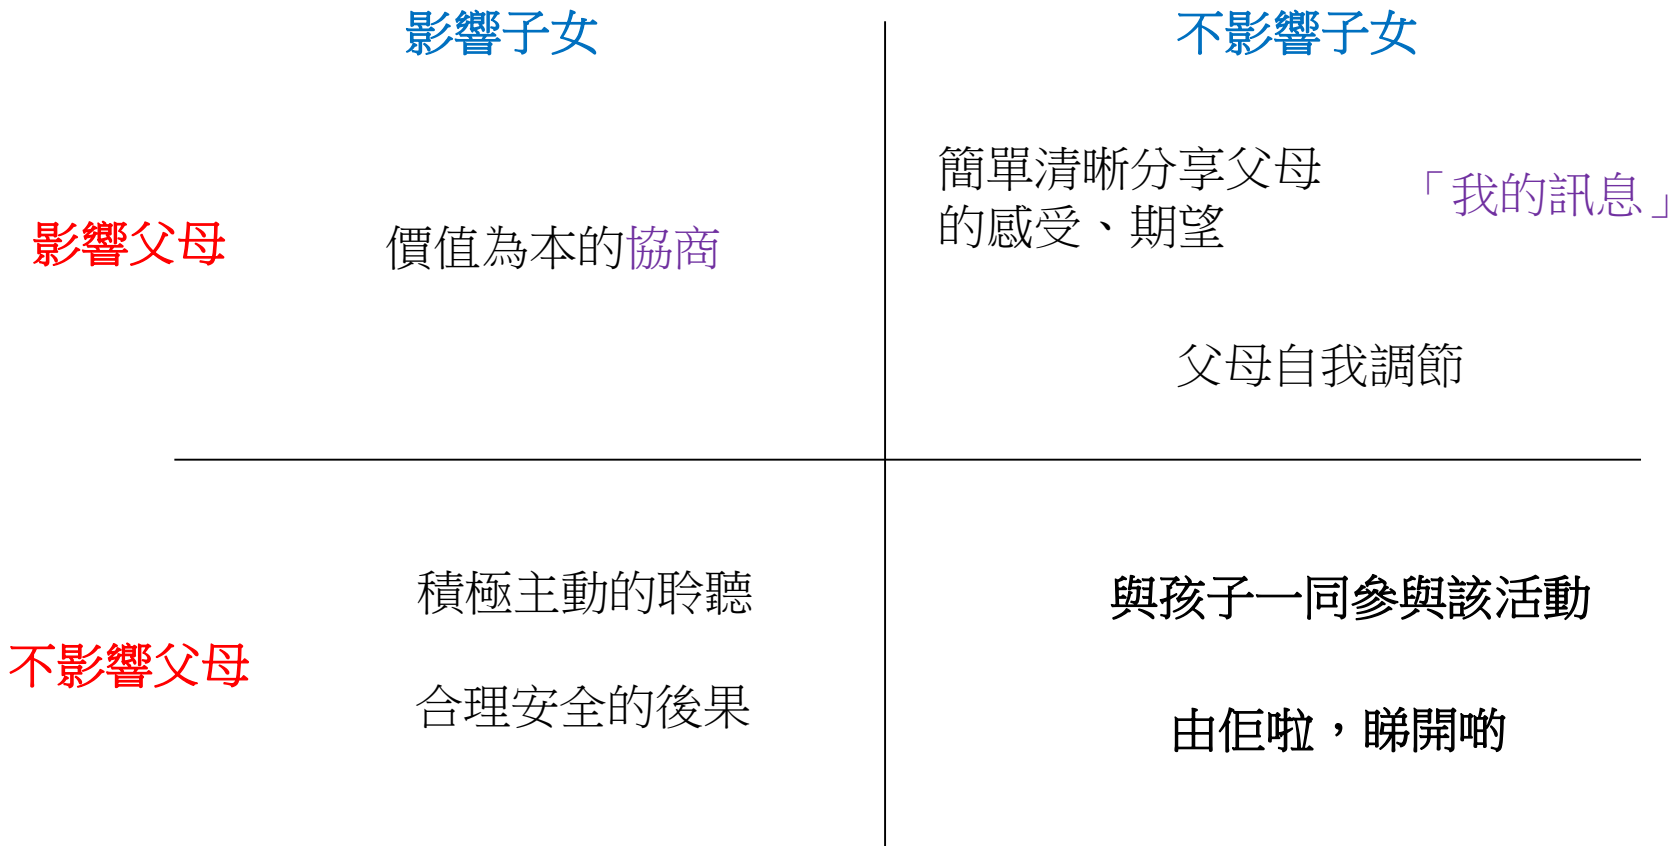 影響子女
不影響子女
影響父母
價值為本的協商
簡單清晰分享父母
的感受、期望
「我的訊息」
父母自我調節
不影響父母
積極主動的聆聽
合理安全的後果
與孩子一同參與該活動
由佢啦，睇開啲